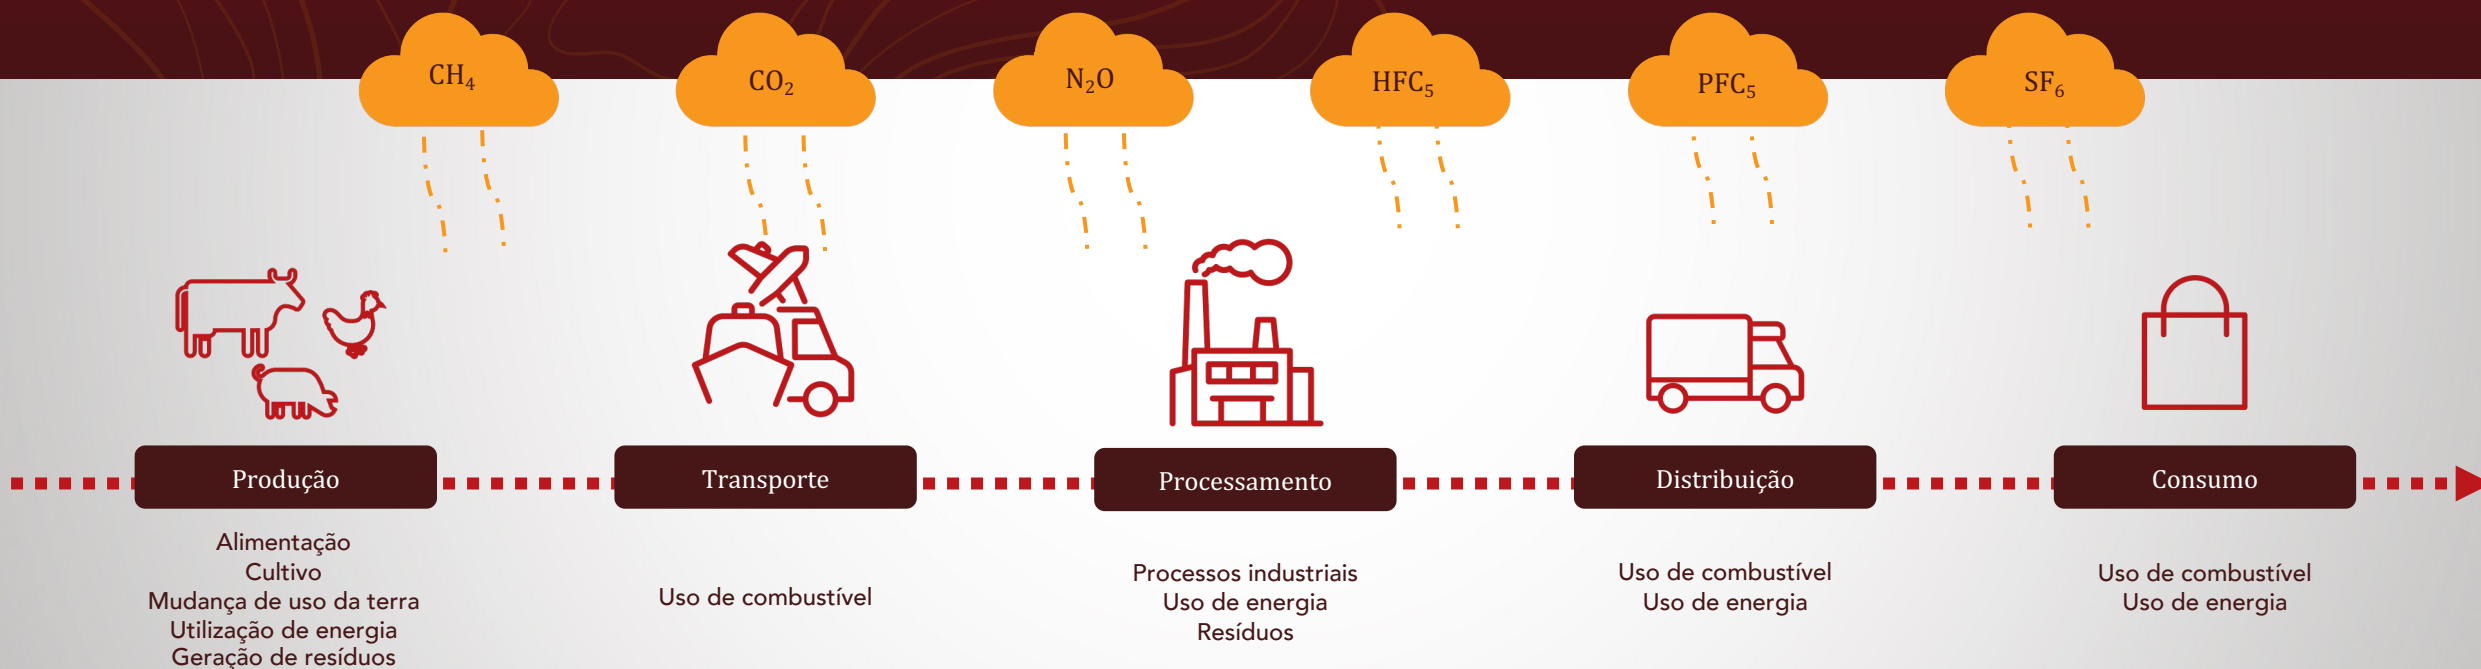 CH₄
CO₂
N₂O
HFC₅
PFC₅
SF₆
Produção
Transporte
Processamento
Distribuição
Consumo
Alimentação
Cultivo
Mudança de uso da terra
Utilização de energia
Geração de resíduos
Uso de combustível
Processos industriais
Uso de energia
Resíduos
Uso de combustível
Uso de energia
Uso de combustível
Uso de energia